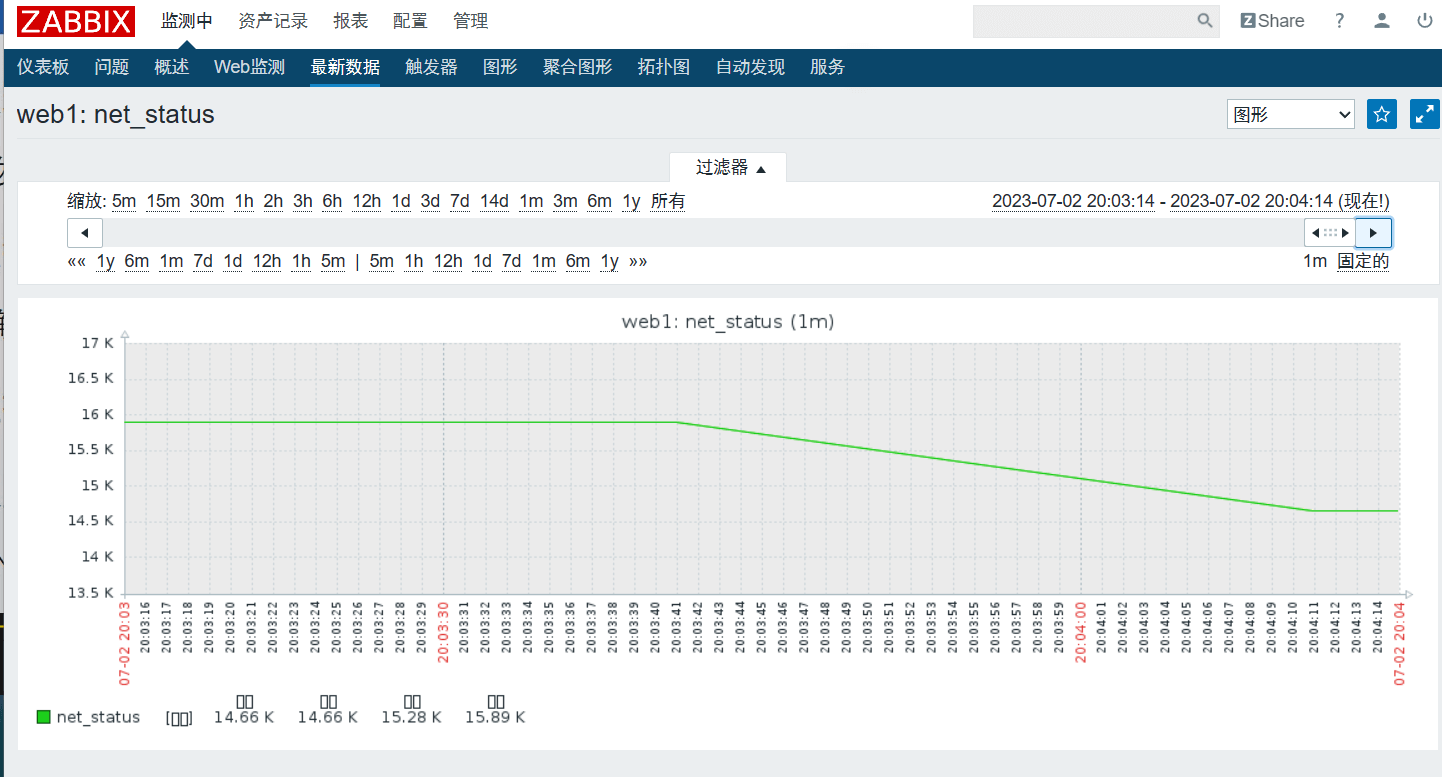 ZABBIX 监测中 资产记录 报表 配置 管理 Z Share ?
仪表板 问题 概述 Web监测 最新数据 触发器 图形 聚合图形 拓扑图 自动发现 服务
web1: net_status 图形
过滤器 ▲
缩放: 5m 15m 30m 1h 2h 3h 6h 12h 1d 3d 7d 14d 1m 3m 6m 1y 所有 2023-07-02 20:03:14 - 2023-07-02 20:04:14 (现在!)
«« 1y 6m 1m 7d 1d 12h 1h 5m | 5m 1h 12h 1d 7d 1m 6m 1y »» 1m 固定的
web1: net_status (1m)
17 K
16.5 K
16 K
15.5 K
15 K
14.5 K
14 K
13.5 K
07-02 20:03 20:03:16 20:03:17 20:03:18 20:03:19 20:03:20 20:03:21 20:03:22 20:03:23 20:03:24 20:03:25 20:03:26 20:03:27 20:03:28 20:03:29 20:03:30 20:03:31 20:03:32 20:03:33 20:03:34 20:03:35 20:03:36 20:03:37 20:03:38 20:03:39 20:03:40 20:03:41 20:03:42 20:03:43 20:03:44 20:03:45 20:03:46 20:03:47 20:03:48 20:03:49 20:03:50 20:03:51 20:03:52 20:03:53 20:03:54 20:03:55 20:03:56 20:03:57 20:03:58 20:03:59 20:04:00 20:04:01 20:04:02 20:04:03 20:04:04 20:04:05 20:04:06 20:04:07 20:04:08 20:04:09 20:04:10 20:04:11 20:04:12 20:04:13 20:04:14 07-02 20:04
▯▯ ▯▯ ▯▯ ▯▯
net_status [▯▯] 14.66 K 14.66 K 15.28 K 15.89 K